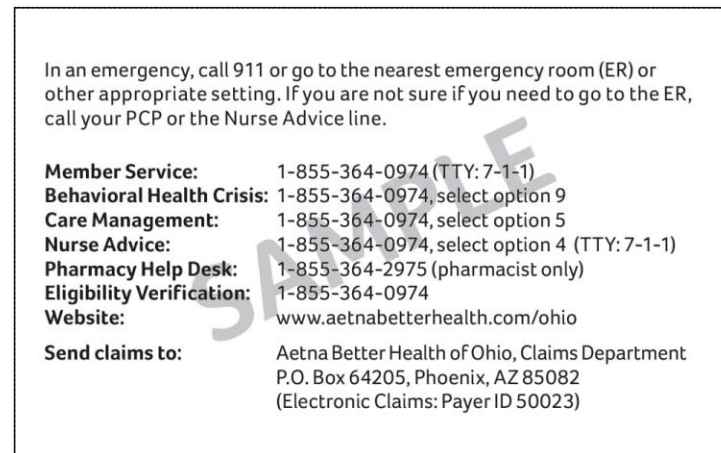 In an emergency, call 911 or go to the nearest emergency room (ER) or
other appropriate setting. If you are not sure if you need to go to the ER,
call your PCP or the Nurse Advice line.
Member Service: 1-855-364-0974 (TTY: 7-1-1)
Behavioral Health Crisis: 1-855-364-0974, select option 9
Care Management: 1-855-364-0974, select option 5
Nurse Advice: 1-855-364-0974, select option 4 (TTY: 7-1-1)
Pharmacy Help Desk: 1-855-364-2975 (pharmacist only)
Eligibility Verification: 1-855-364-0974
Website: www.aetnabetterhealth.com/ohio
Send claims to: Aetna Better Health of Ohio, Claims Department
P.O. Box 64205, Phoenix, AZ 85082
(Electronic Claims: Payer ID 50023)
SAMPLE